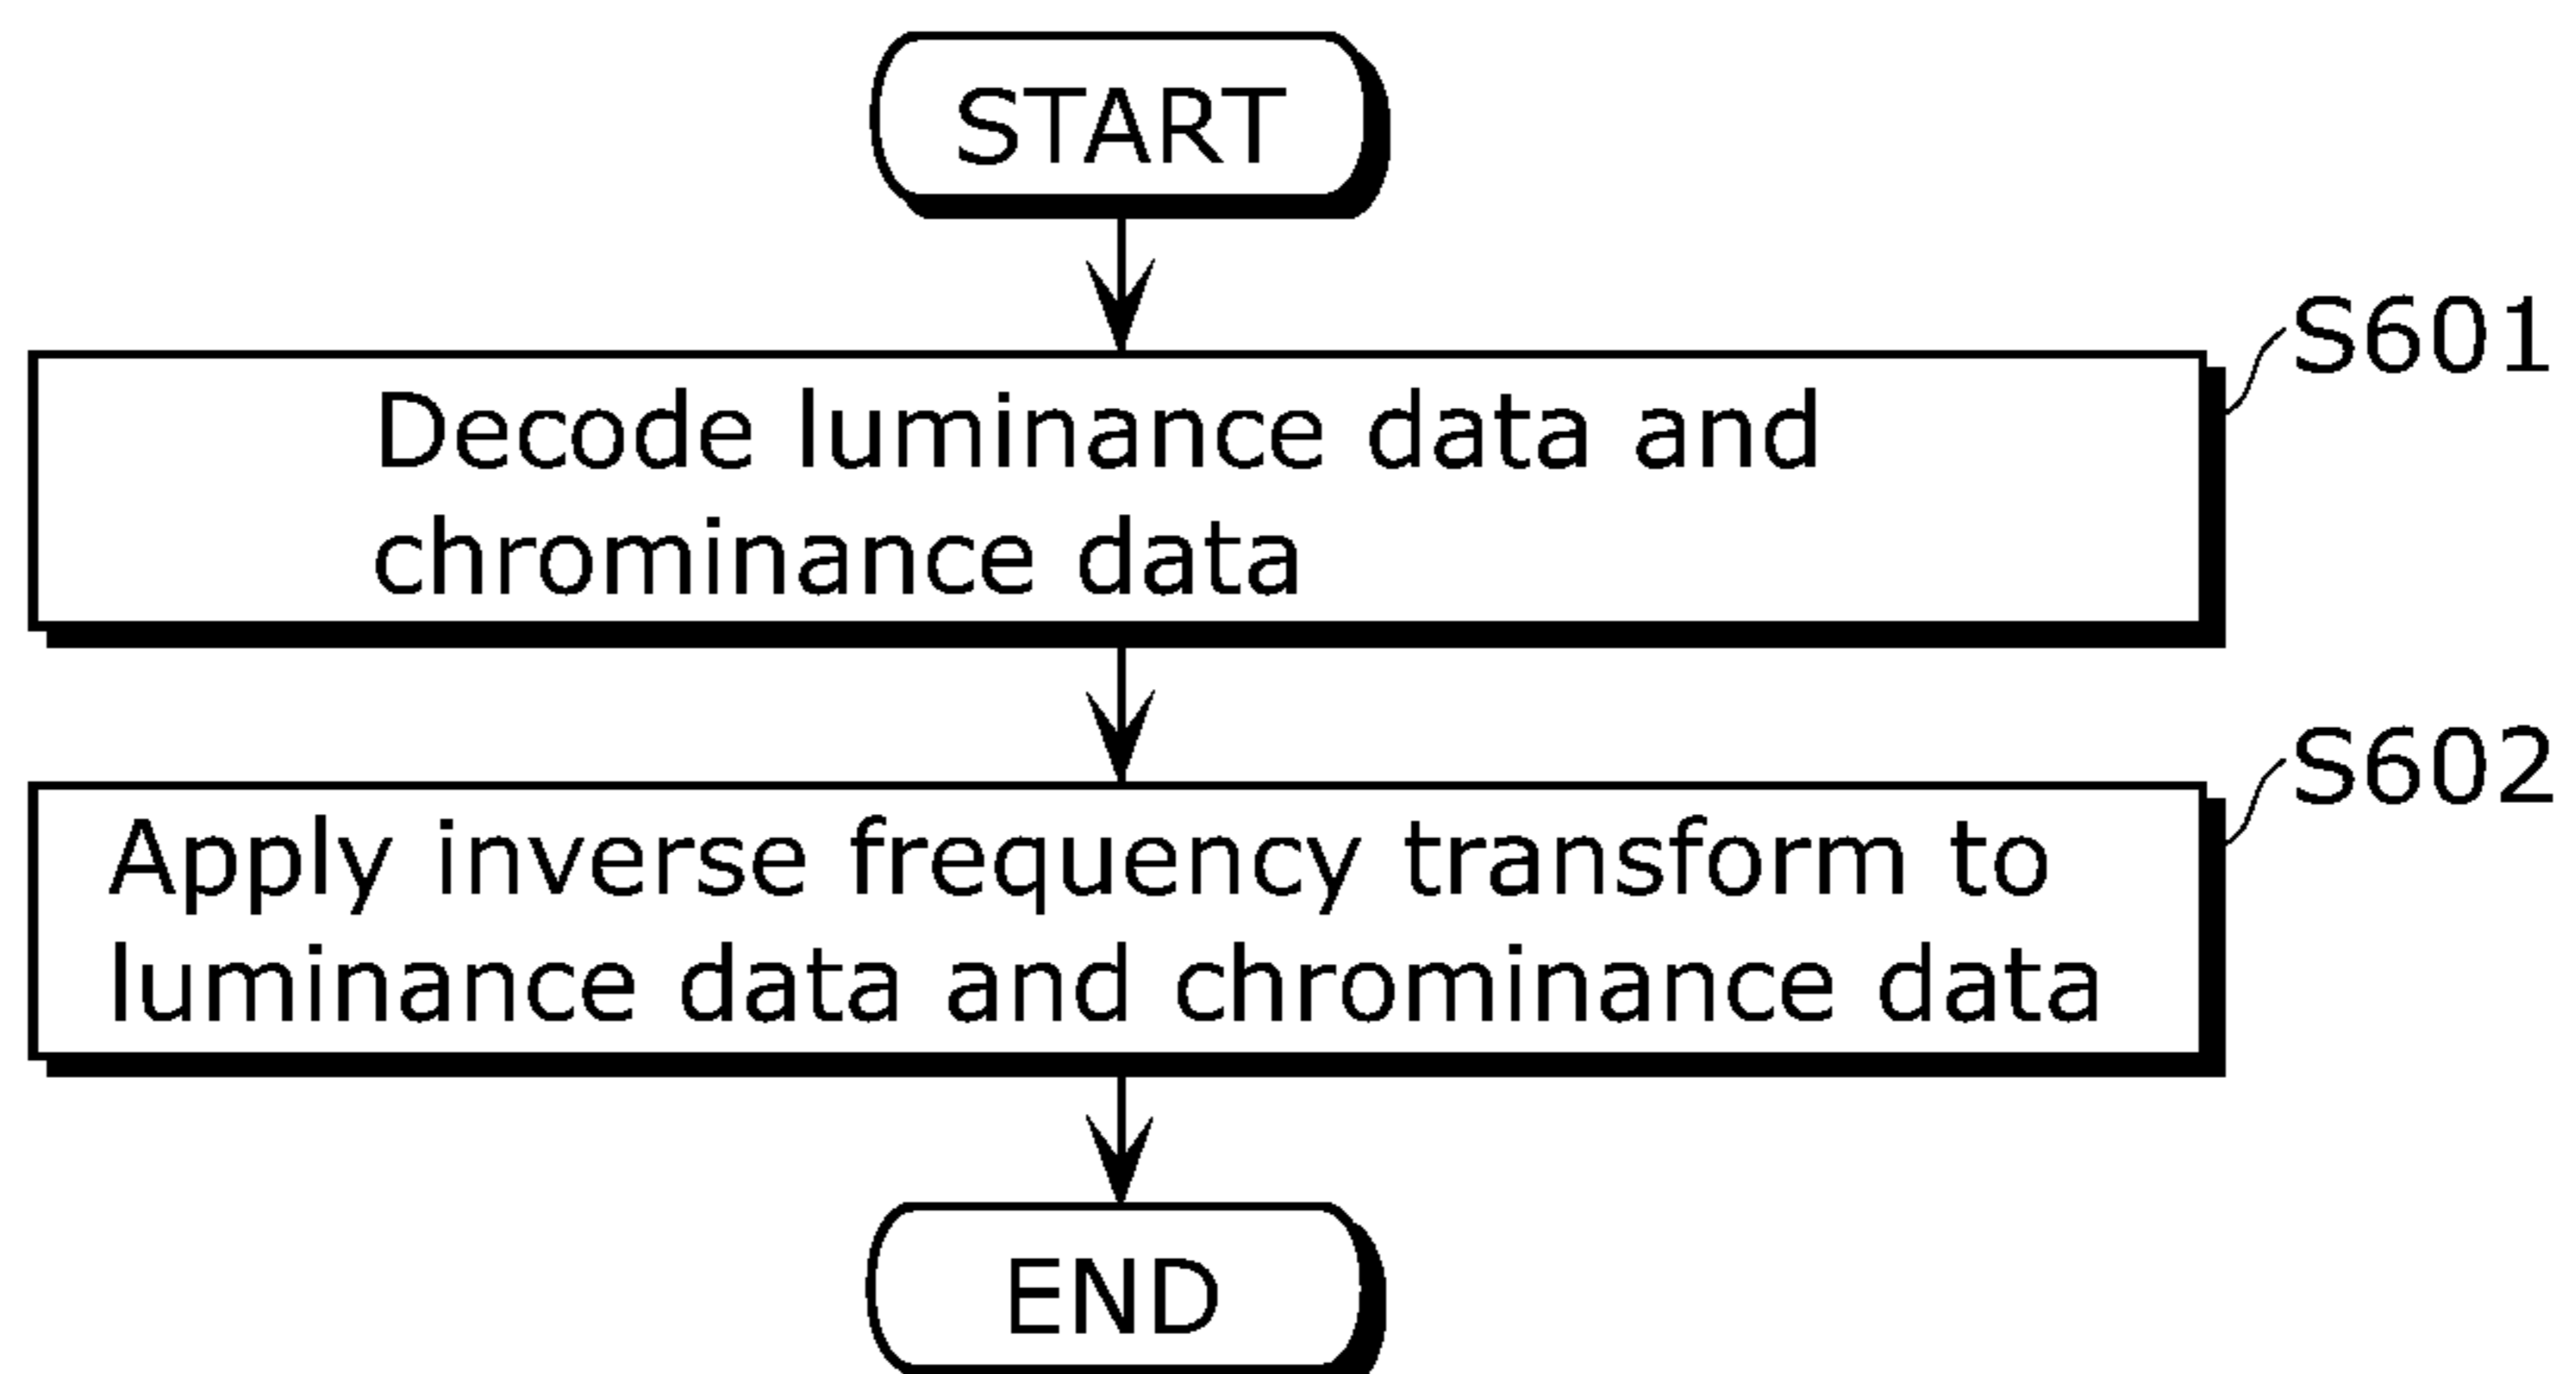 START
S601
Decode luminance data and
chrominance data
S602
Apply inverse frequency transform to
luminance data and chrominance data
END